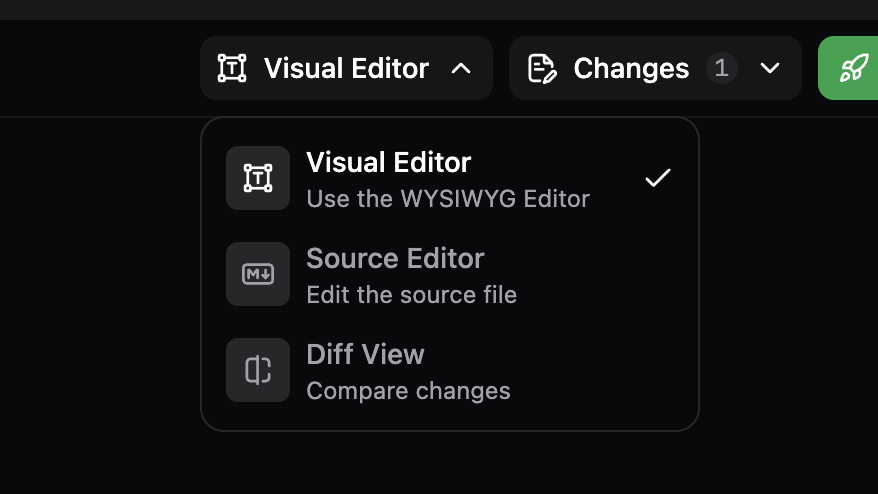 Visual Editor
Changes 1
Visual Editor
Use the WYSIWYG Editor
Source Editor
Edit the source file
Diff View
Compare changes